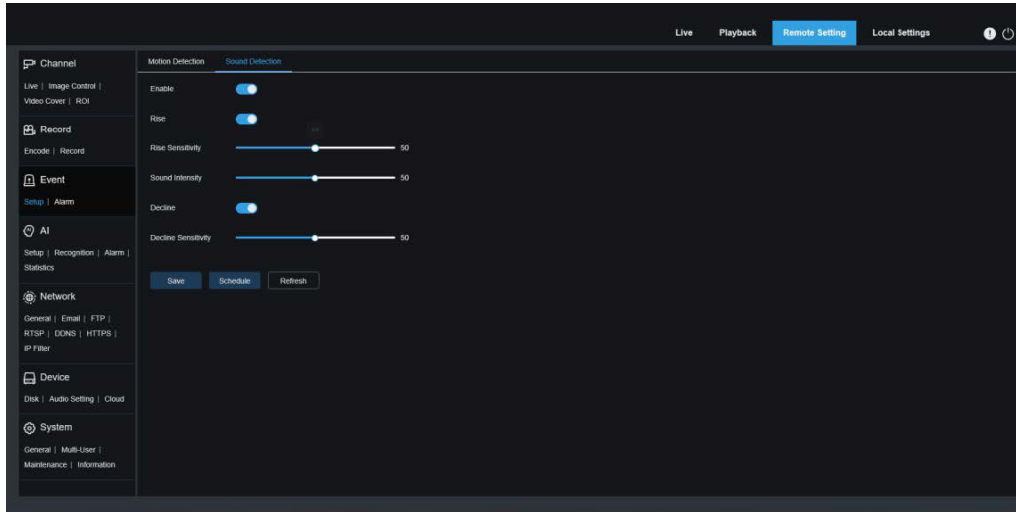 Live Playback Remote Setting Local Settings
Channel
Live | Image Control |
Video Cover | ROI
Record
Encode | Record
Event
Setup | Alarm
AI
Setup | Recognition | Alarm |
Statistics
Network
General | Email | FTP |
RTSP | DDNS | HTTPS |
IP Filter
Device
Disk | Audio Setting | Cloud
System
General | Multi-User |
Maintenance | Information
Motion Detection Sound Detection
Enable
Rise
Rise Sensitivity 50
Sound Intensity 50
Decline
Decline Sensitivity 50
Save Schedule Refresh